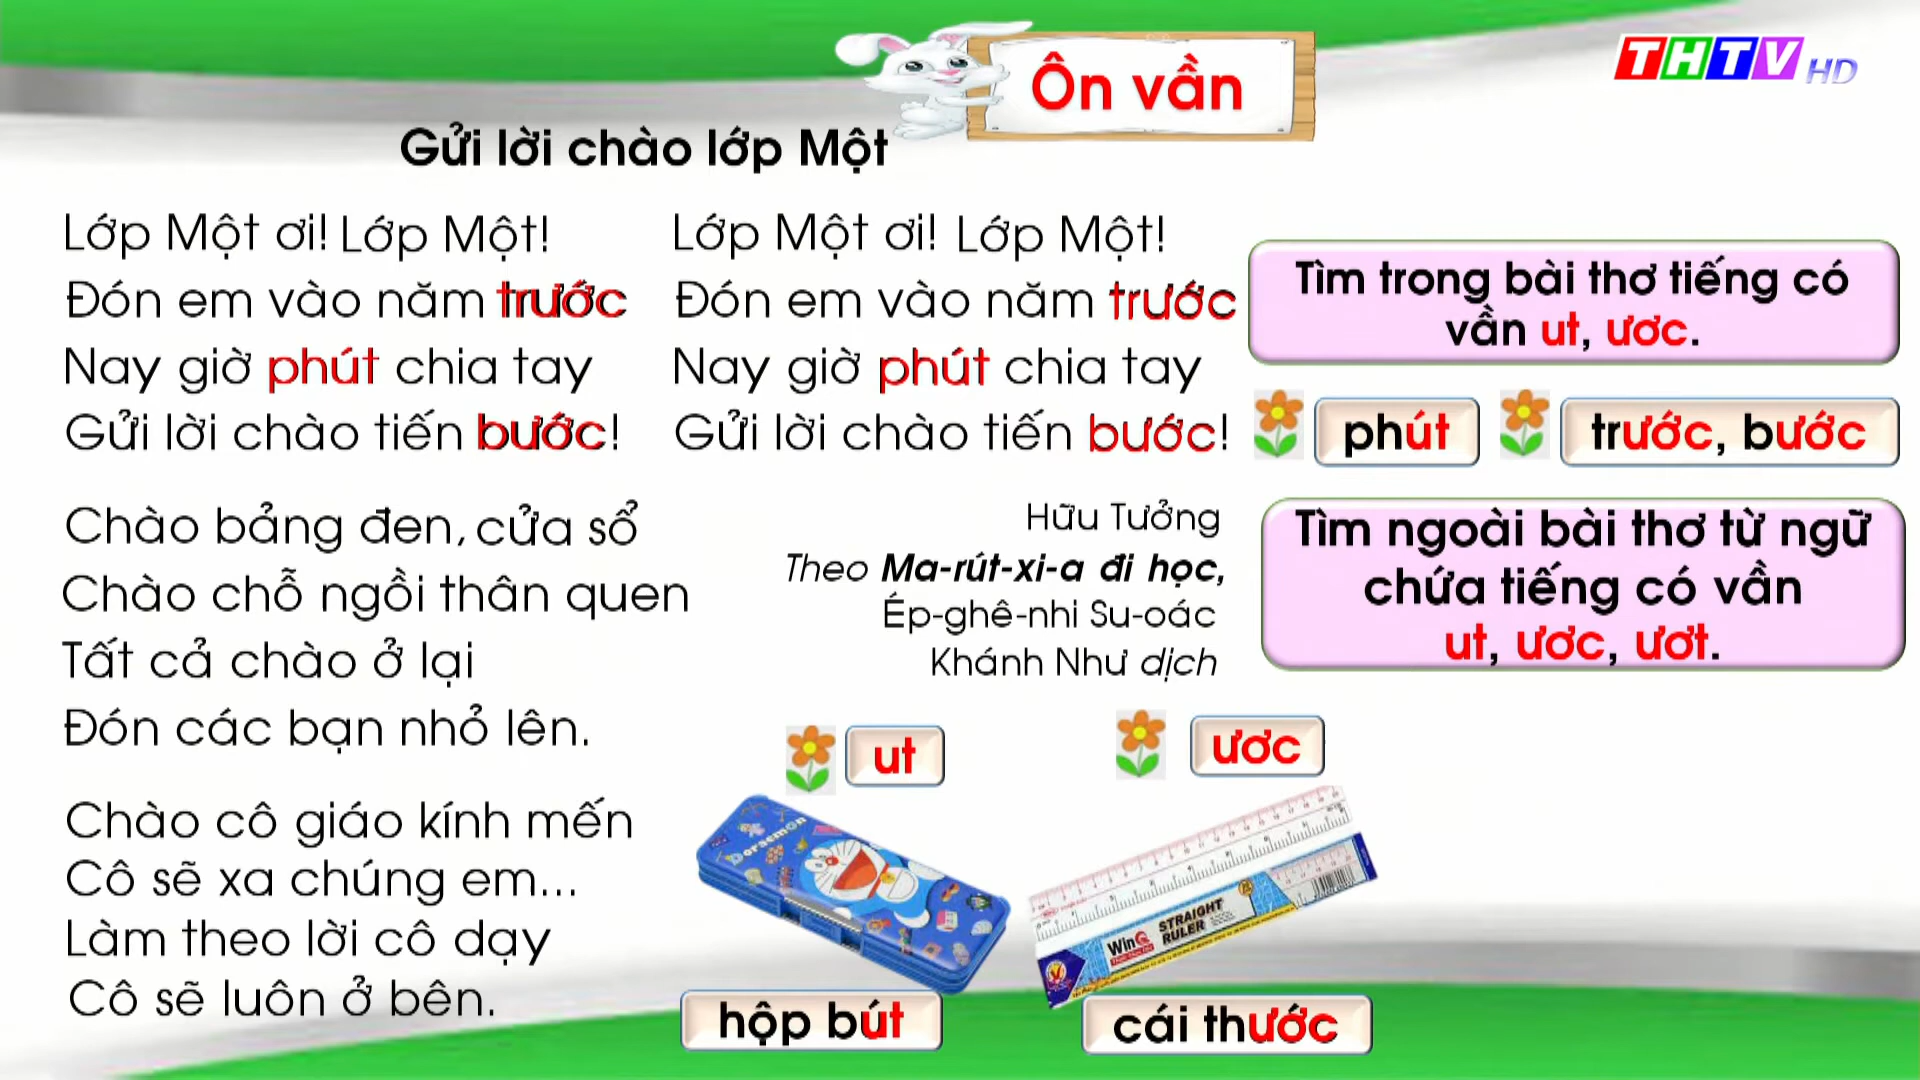 THTV HD
Ôn vần
Gửi lời chào lớp Một
Lớp Một ơi! Lớp Một!
Đón em vào năm trước
Nay giờ phút chia tay
Gửi lời chào tiến bước!
Chào bảng đen, cửa sổ
Chào chỗ ngồi thân quen
Tất cả chào ở lại
Đón các bạn nhỏ lên.
Chào cô giáo kính mến
Cô sẽ xa chúng em...
Làm theo lời cô dạy
Cô sẽ luôn ở bên.
Lớp Một ơi! Lớp Một!
Đón em vào năm trước
Nay giờ phút chia tay
Gửi lời chào tiến bước!
Hữu Tưởng
Theo Ma-rút-xi-a đi học,
Ép-ghê-nhi Su-oác
Khánh Như dịch
Tìm trong bài thơ tiếng có
vần ut, ươc.
phút
trước, bước
Tìm ngoài bài thơ từ ngữ
chứa tiếng có vần
ut, ươc, ươt.
ut
Doraemon
hộp bút
ươc
WinQ
STRAIGHT
RULER
cái thước